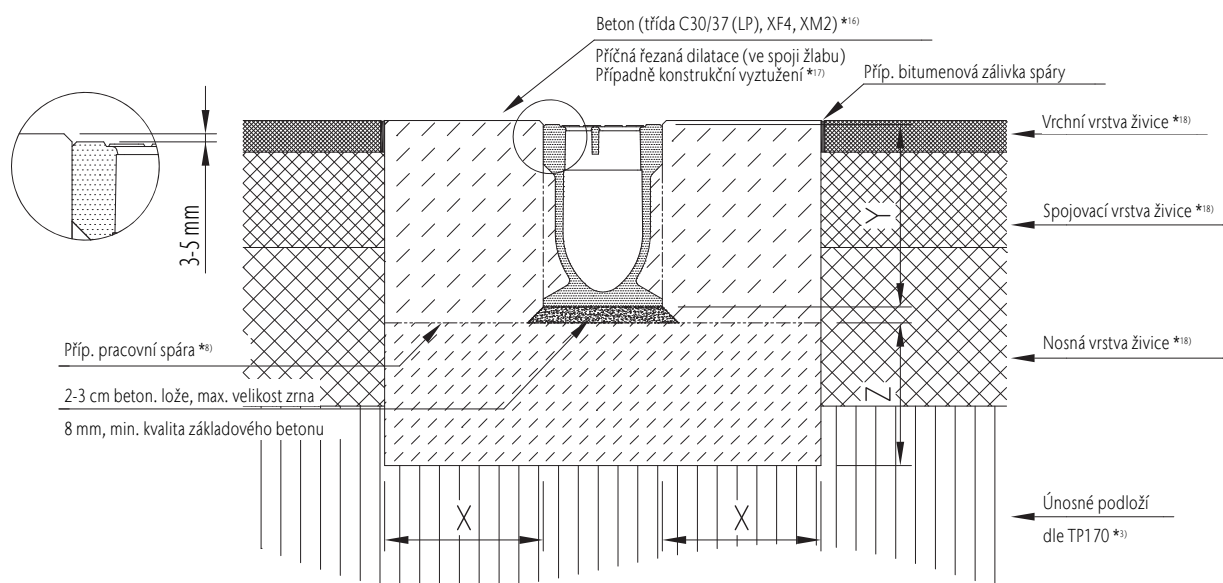 Beton (třída C30/37 (LP), XF4, XM2) *16)
Příčná řezaná dilatace (ve spoji žlabu)
Případně konstrukční vyztužení *17)
Příp. bitumenová zálivka spáry
Vrchní vrstva živice *18)
Spojovací vrstva živice *18)
Nosná vrstva živice *18)
Únosné podloží
dle TP170 *3)
3-5 mm
Příp. pracovní spára *8)
2-3 cm beton. lože, max. velikost zrna
8 mm, min. kvalita základového betonu
Y
Z
X
X